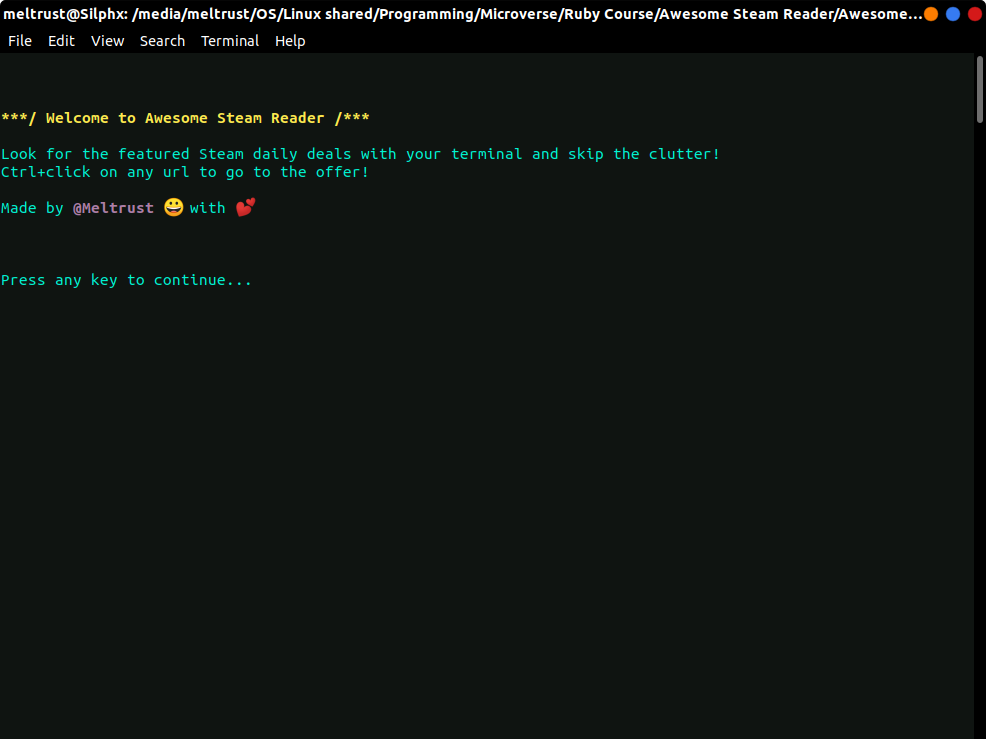 meltrust@Silphx: /media/meltrust/OS/Linux shared/Programming/Microverse/Ruby Course/Awesome Steam Reader/Awesome...
File Edit View Search Terminal Help
***/ Welcome to Awesome Steam Reader /***
Look for the featured Steam daily deals with your terminal and skip the clutter!
Ctrl+click on any url to go to the offer!
Made by @Meltrust 😀 with 💕
Press any key to continue...